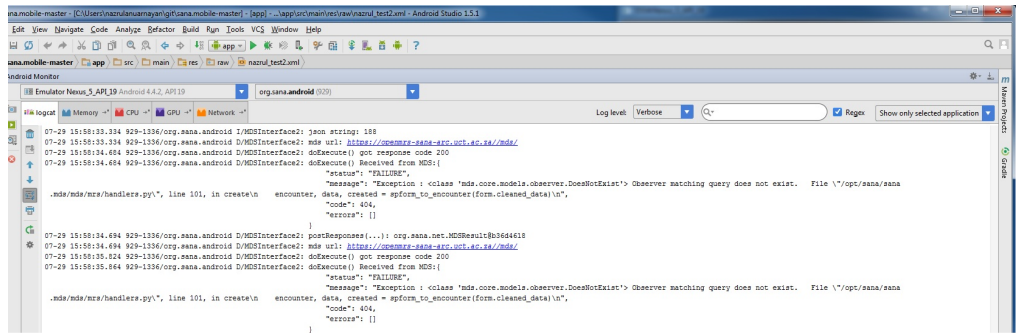 na.mobile-master - [C:\Users\nazrulanuarnayan\git\sana.mobile-master] - [app] - ...\app\src\main\res\raw\nazrul_test2.xml - Android Studio 1.5.1
Edit View Navigate Code Analyze Refactor Build Run Tools VCS Window Help
app
?
ana.mobile-master app src main res raw nazrul_test2.xml
ndroid Monitor
Emulator Nexus_5_API_19 Android 4.4.2, API 19 org.sana.android (929)
logcat Memory CPU GPU Network Log level: Verbose Regex Show only selected application
07-29 15:58:33.334 929-1336/org.sana.android D/MDSInterface2: json string: 188
07-29 15:58:33.334 929-1336/org.sana.android D/MDSInterface2: mds url: https://openmrs-sana-arc.uct.ac.za//mds/
07-29 15:58:34.684 929-1336/org.sana.android D/MDSInterface2: doExecute() got response code 200
07-29 15:58:34.684 929-1336/org.sana.android D/MDSInterface2: doExecute() Received from MDS:{
"status": "FAILURE",
"message": "Exception : <class 'mds.core.models.observer.DoesNotExist'> Observer matching query does not exist. File \"/opt/sana/sana
.mds/mds/mrs/handlers.py\", line 101, in create\n encounter, data, created = spform_to_encounter(form.cleaned_data)\n",
"code": 404,
"errors": []
}
07-29 15:58:34.694 929-1336/org.sana.android D/MDSInterface2: postResponses(...): org.sana.net.MDSResult@b36d4618
07-29 15:58:34.694 929-1336/org.sana.android D/MDSInterface2: mds url: https://openmrs-sana-arc.uct.ac.za//mds/
07-29 15:58:35.824 929-1336/org.sana.android D/MDSInterface2: doExecute() got response code 200
07-29 15:58:35.864 929-1336/org.sana.android D/MDSInterface2: doExecute() Received from MDS:{
"status": "FAILURE",
"message": "Exception : <class 'mds.core.models.observer.DoesNotExist'> Observer matching query does not exist. File \"/opt/sana/sana
.mds/mds/mrs/handlers.py\", line 101, in create\n encounter, data, created = spform_to_encounter(form.cleaned_data)\n",
"code": 404,
"errors": []
}
m
Maven Projects
Gradle